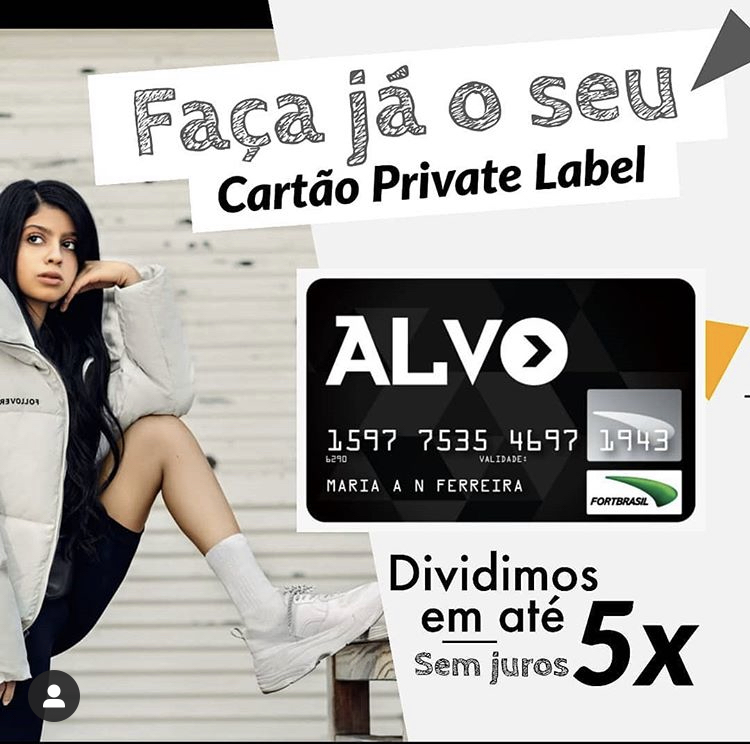 Faça já o seu
Cartão Private Label
FOLLOVER
ALVO
1597 7535 4697 1943
6290 VALIDADE:
MARIA A N FERREIRA
FORTBRASIL
Dividimos
em até
Sem juros 5x